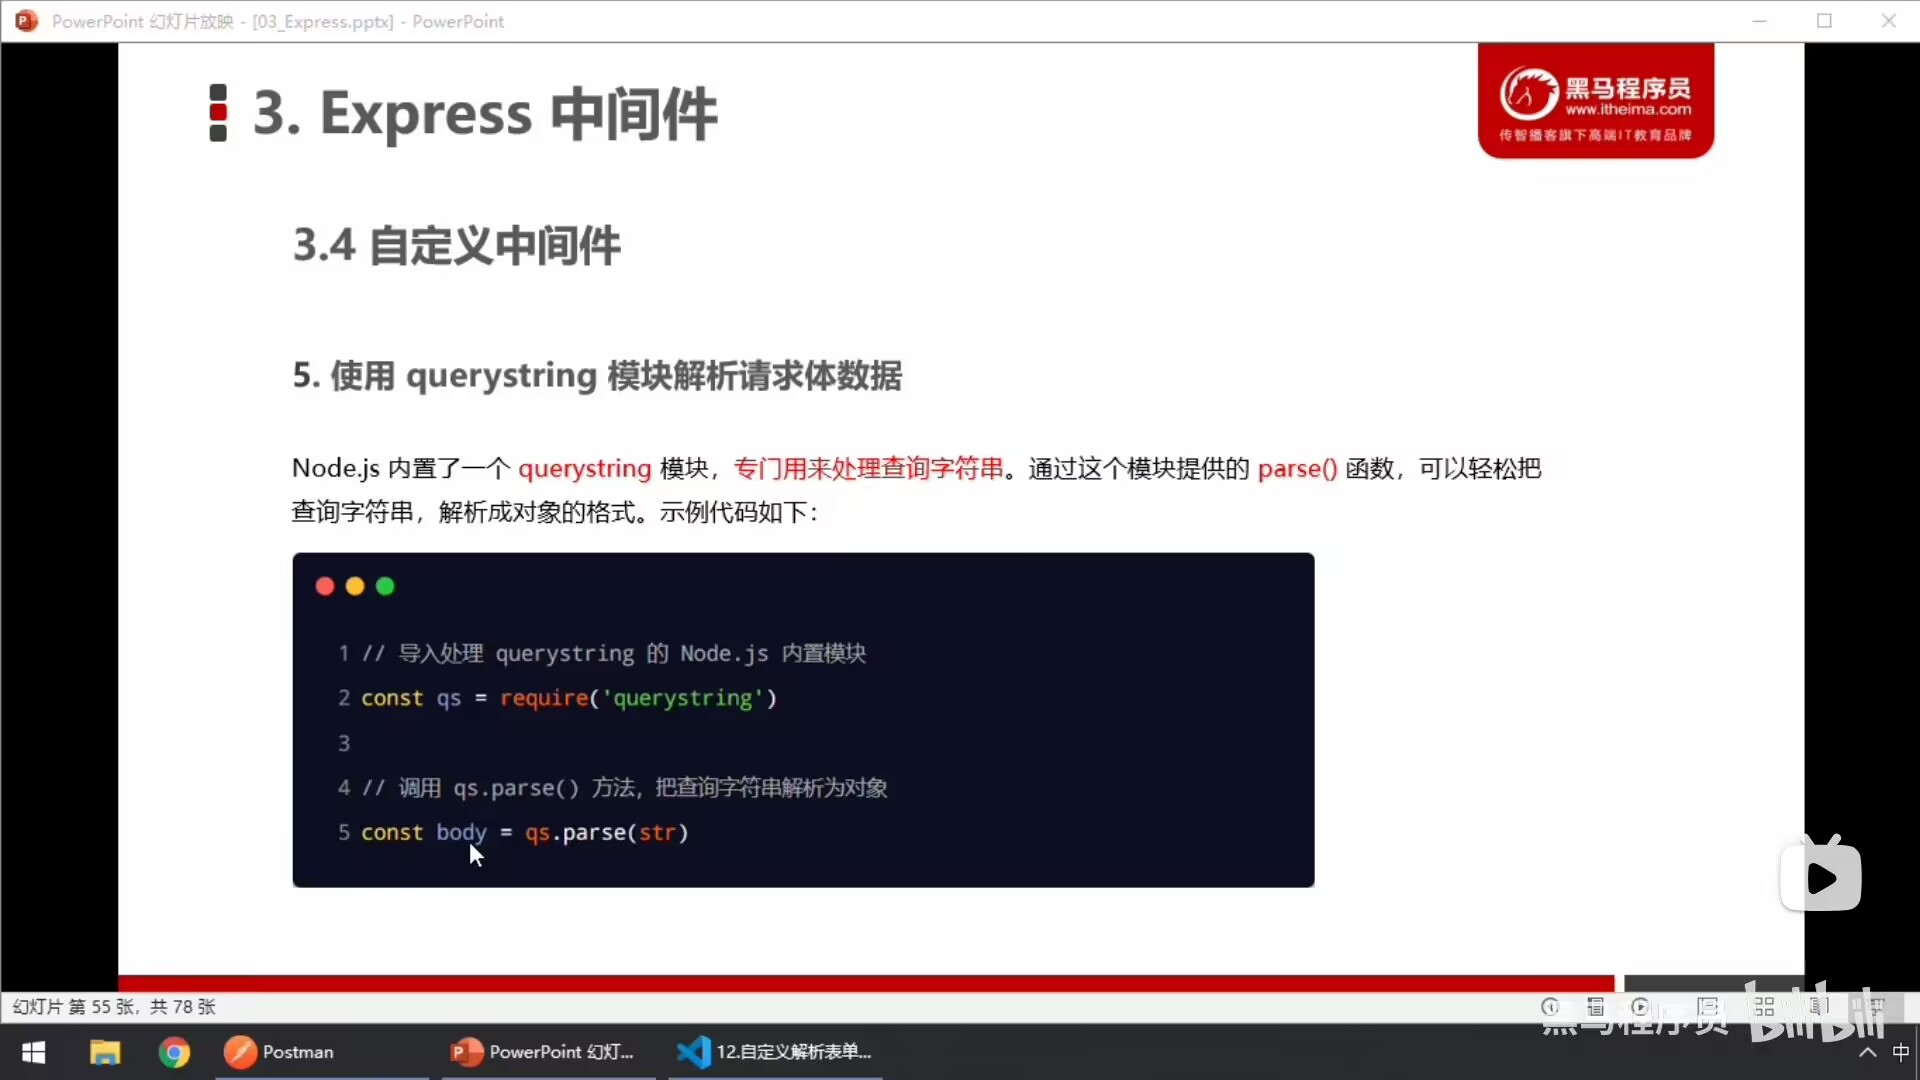 PowerPoint 幻灯片放映 - [03_Express.pptx] - PowerPoint
黑马程序员
www.itheima.com
传智播客旗下高端IT教育品牌
3. Express 中间件
3.4 自定义中间件
5. 使用 querystring 模块解析请求体数据
Node.js 内置了一个 querystring 模块，专门用来处理查询字符串。通过这个模块提供的 parse() 函数，可以轻松把
查询字符串，解析成对象的格式。示例代码如下：
1 // 导入处理 querystring 的 Node.js 内置模块
2 const qs = require('querystring')
3
4 // 调用 qs.parse() 方法，把查询字符串解析为对象
5 const body = qs.parse(str)
幻灯片 第 55 张，共 78 张
黑马程序员 bilibili
Postman
PowerPoint 幻灯...
12.自定义解析表单...
中